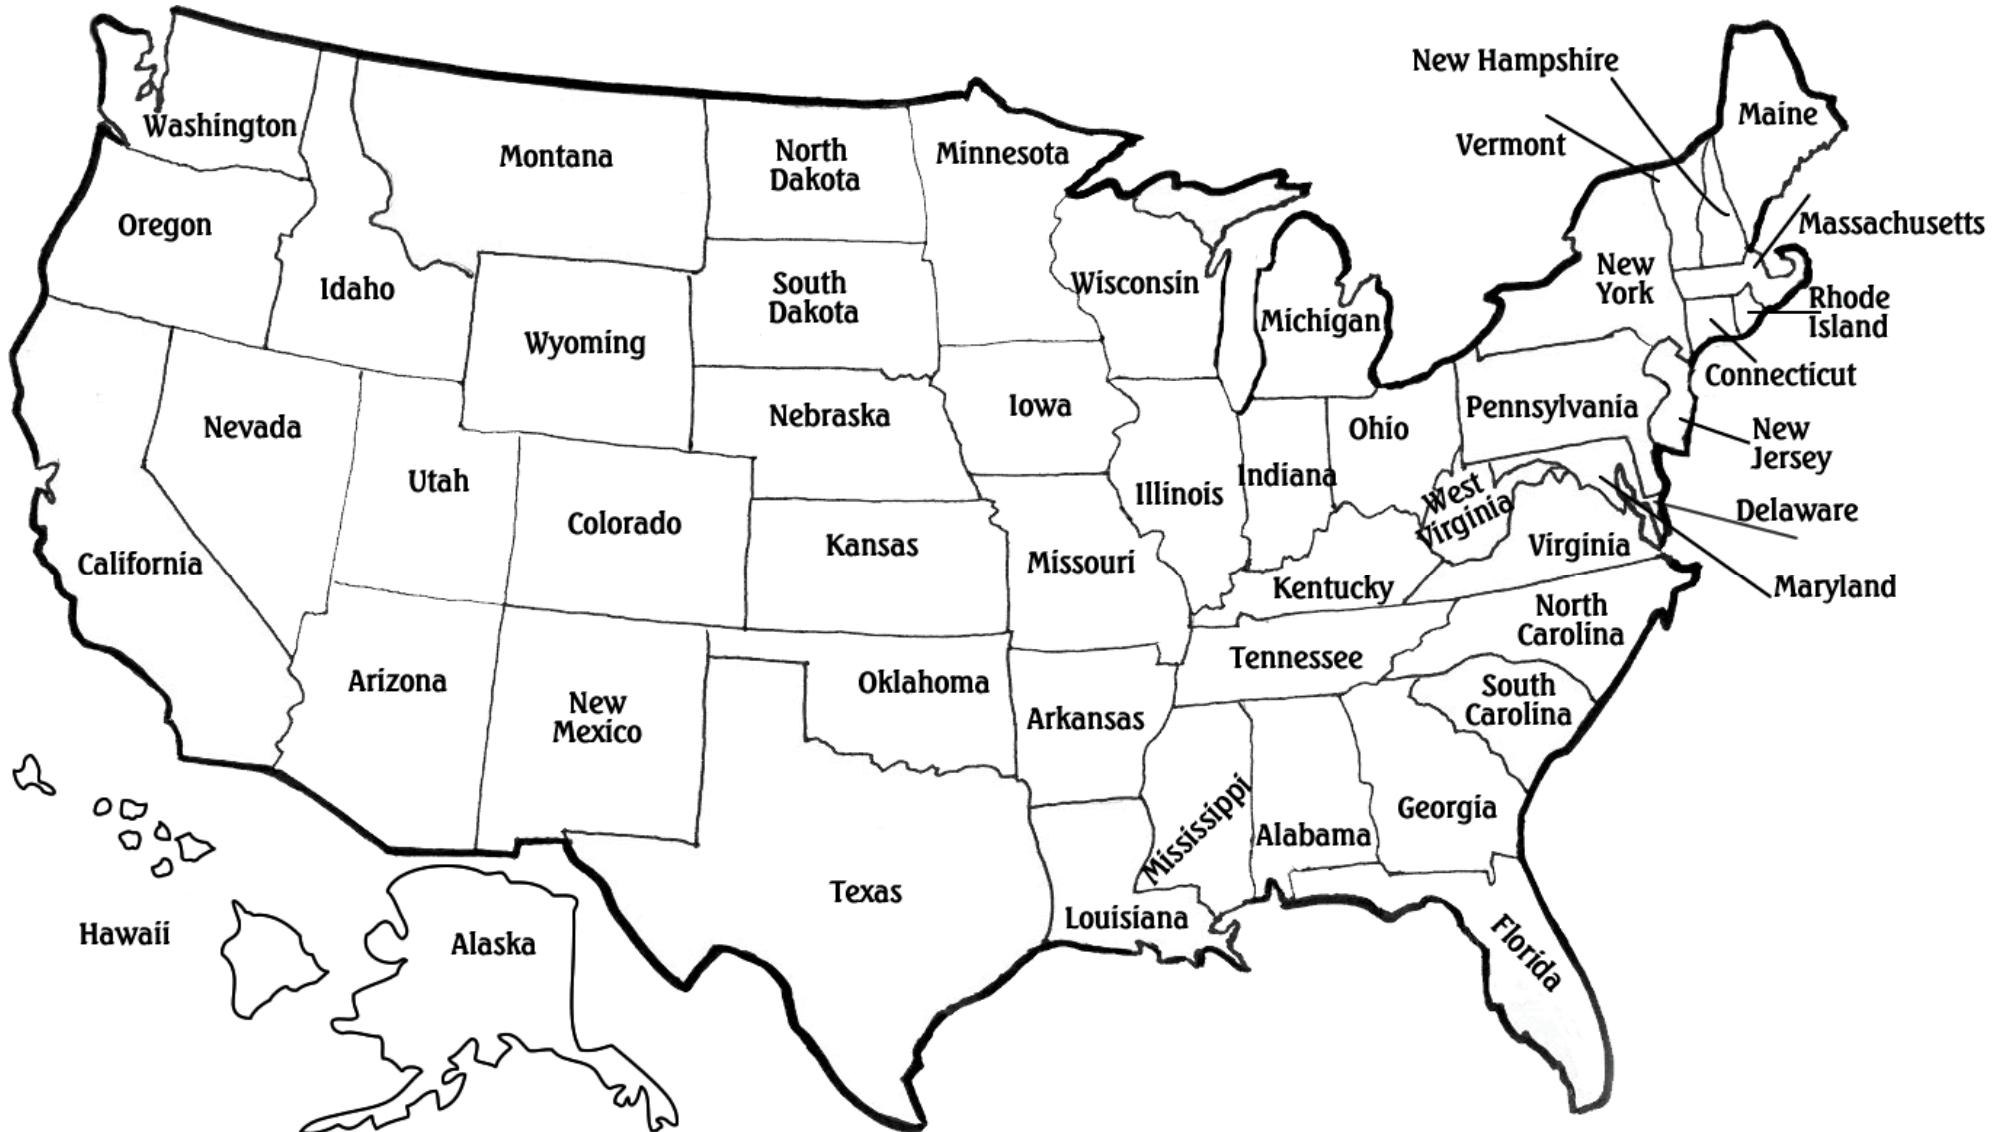 New Hampshire
Maine
Washington
Vermont
Montana
North
Dakota
Minnesota
Oregon
Massachusetts
Idaho
South
Dakota
Wisconsin
New
York
Rhode
Island
Wyoming
Michigan
Connecticut
Nevada
Nebraska
Iowa
Ohio
Pennsylvania
New
Jersey
Utah
Illinois
Indiana
West
Virginia
Delaware
Colorado
Kansas
California
Missouri
Virginia
Kentucky
Maryland
North
Carolina
Arizona
Oklahoma
Tennessee
New
Mexico
Arkansas
South
Carolina
Mississippi
Alabama
Georgia
Texas
Louisiana
Florida
Hawaii
Alaska